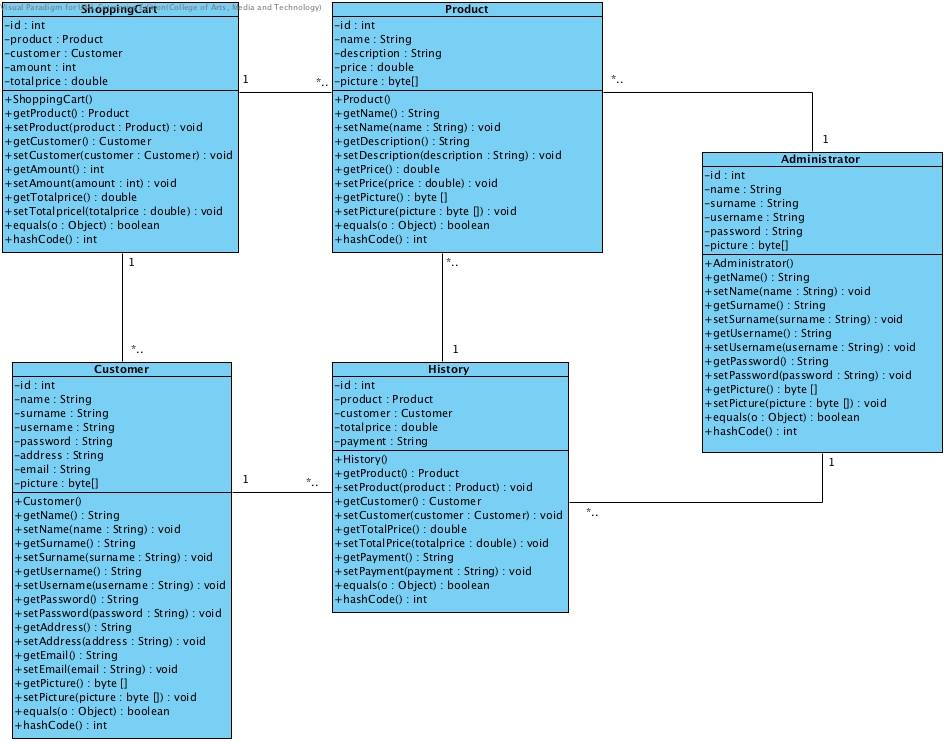 Visual Paradigm for (College of Arts, Media and Technology)
ShoppingCart
-id : int
-product : Product
-customer : Customer
-amount : int
-totalprice : double
+ShoppingCart()
+getProduct() : Product
+setProduct(product : Product) : void
+getCustomer() : Customer
+setCustomer(customer : Customer) : void
+getAmount() : int
+setAmount(amount : int) : void
+getTotalprice() : double
+setTotalpricel(totalprice : double) : void
+equals(o : Object) : boolean
+hashCode() : int
1
*..
Product
-id : int
-name : String
-description : String
-price : double
-picture : byte[]
+Product()
+getName() : String
+setName(name : String) : void
+getDescription() : String
+setDescription(description : String) : void
+getPrice() : double
+setPrice(price : double) : void
+getPicture() : byte []
+setPicture(picture : byte []) : void
+equals(o : Object) : boolean
+hashCode() : int
*..
1
Administrator
-id : int
-name : String
-surname : String
-username : String
-password : String
-picture : byte[]
+Administrator()
+getName() : String
+setName(name : String) : void
+getSurname() : String
+setSurname(surname : String) : void
+getUsername() : String
+setUsername(username : String) : void
+getPassword() : String
+setPassword(password : String) : void
+getPicture() : byte []
+setPicture(picture : byte []) : void
+equals(o : Object) : boolean
+hashCode() : int
1
*..
*..
1
1
*..
Customer
-id : int
-name : String
-surname : String
-username : String
-password : String
-address : String
-email : String
-picture : byte[]
+Customer()
+getName() : String
+setName(name : String) : void
+getSurname() : String
+setSurname(surname : String) : void
+getUsername() : String
+setUsername(username : String) : void
+getPassword() : String
+setPassword(password : String) : void
+getAddress() : String
+setAddress(address : String) : void
+getEmail() : String
+setEmail(email : String) : void
+getPicture() : byte []
+setPicture(picture : byte []) : void
+equals(o : Object) : boolean
+hashCode() : int
1
*..
History
-id : int
-product : Product
-customer : Customer
-totalprice : double
-payment : String
+History()
+getProduct() : Product
+setProduct(product : Product) : void
+getCustomer() : Customer
+setCustomer(customer : Customer) : void
+getTotalPrice() : double
+setTotalPrice(totalprice : double) : void
+getPayment() : String
+setPayment(payment : String) : void
+equals(o : Object) : boolean
+hashCode() : int